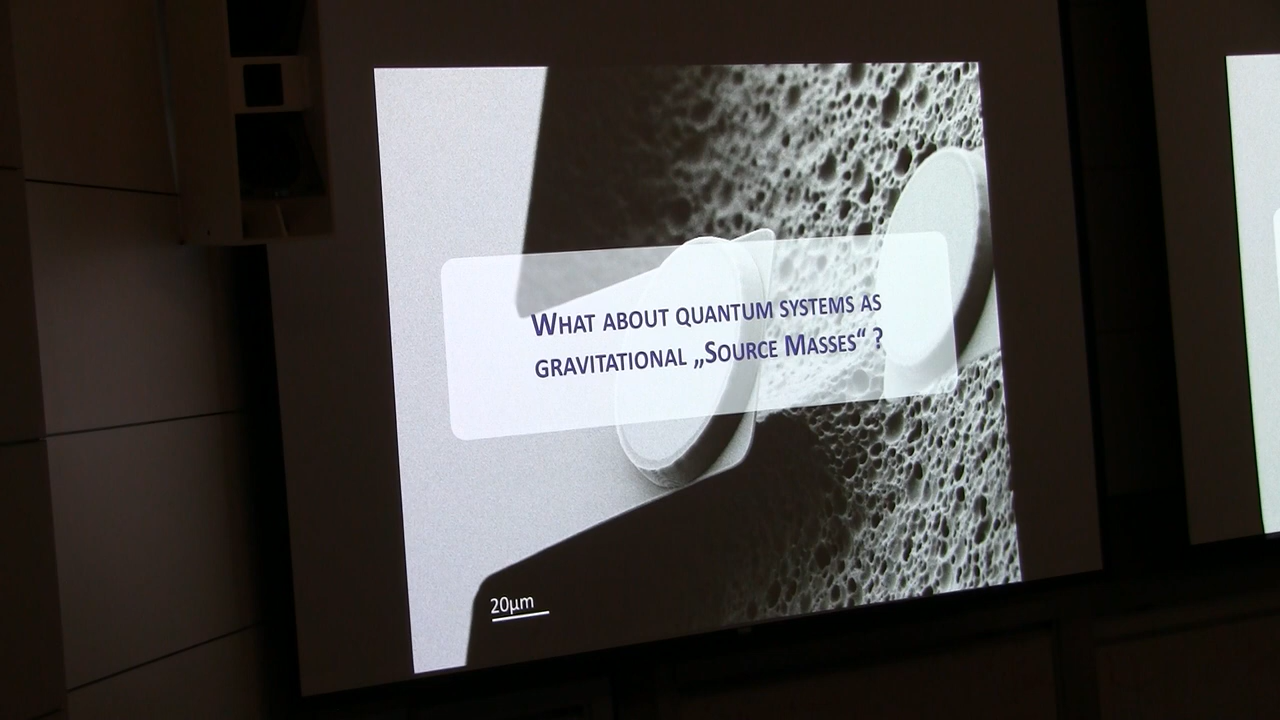 What about quantum systems as
gravitational „Source Masses“ ?
20µm